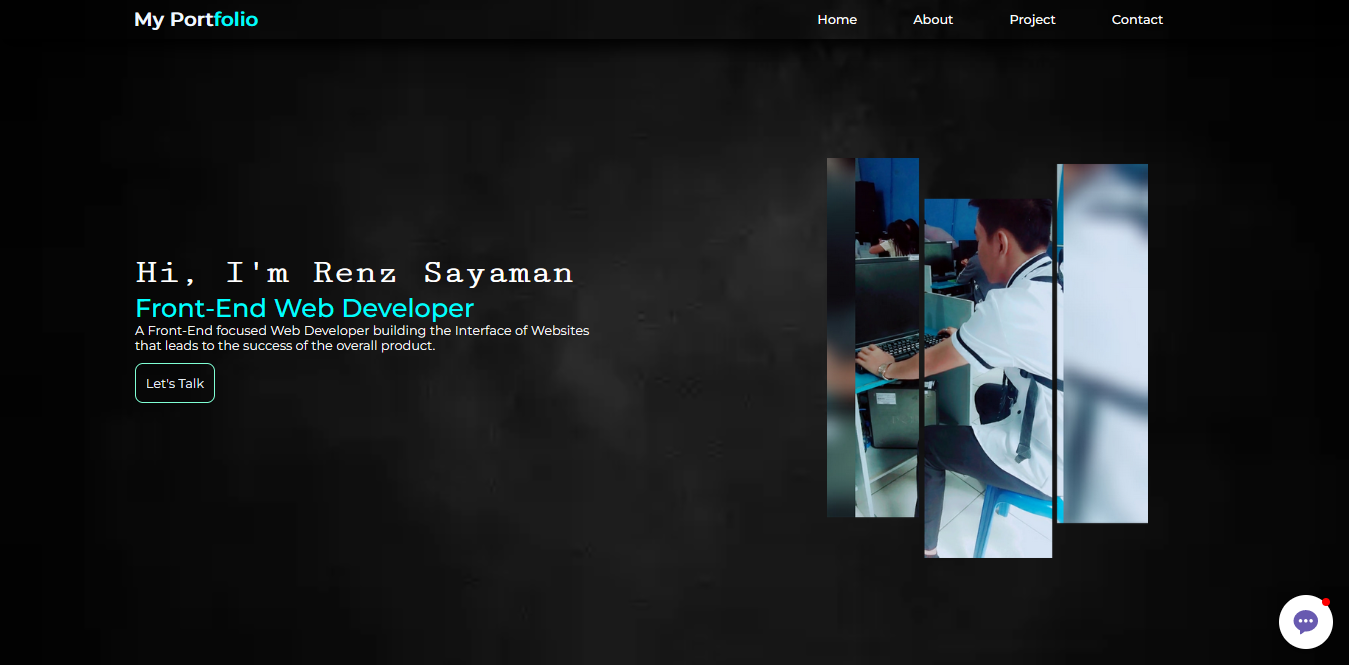 My Portfolio
Home About Project Contact
Hi, I'm Renz Sayaman
Front-End Web Developer
A Front-End focused Web Developer building the Interface of Websites
that leads to the success of the overall product.
Let's Talk